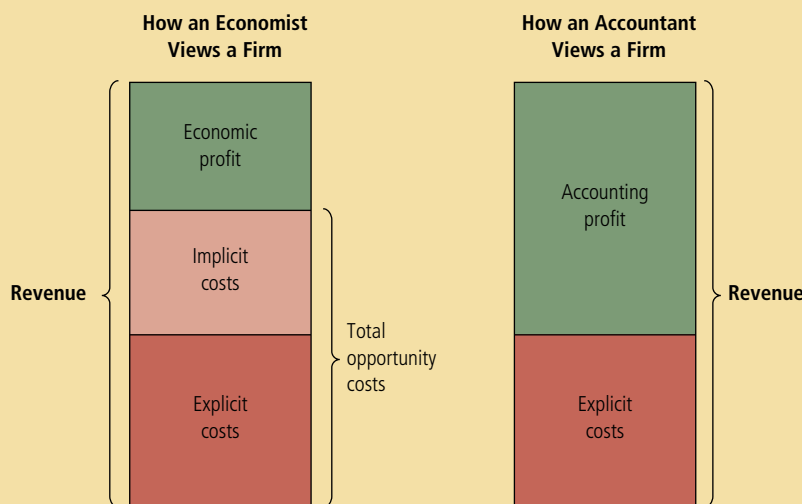 How an Economist
Views a Firm
How an Accountant
Views a Firm
Economic
profit
Implicit
costs
Explicit
costs
Revenue
Total
opportunity
costs
Accounting
profit
Explicit
costs
Revenue